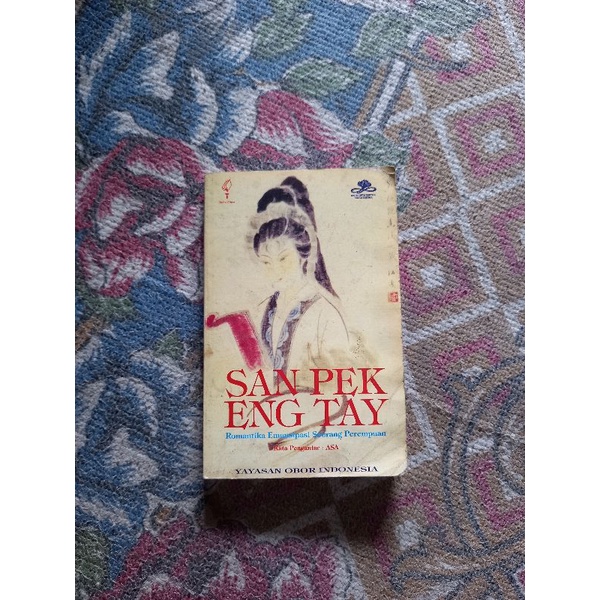 SAN PEK
ENG TAY
Romantika Emansipasi Seorang Perempuan
Kata Pengantar : ASA
YAYASAN OBOR INDONESIA